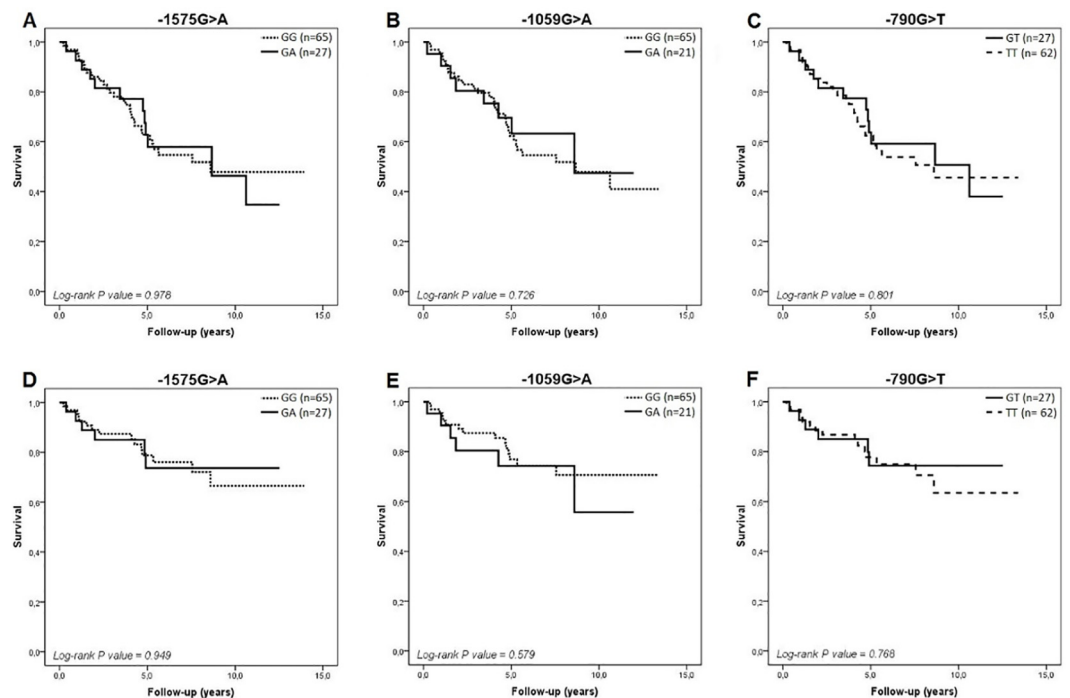 A
-1575G>A
GG (n=65)
GA (n=27)
1,0
0,8
0,6
0,4
0,2
0,0
Survival
Log-rank P value = 0.978
0,0 5,0 10,0 15,0
Follow-up (years)
B
-1059G>A
GG (n=65)
GA (n=21)
1,0
0,8
0,6
0,4
0,2
0,0
Survival
Log-rank P value = 0.726
0,0 5,0 10,0 15,0
Follow-up (years)
C
-790G>T
GT (n=27)
TT (n= 62)
1,0
0,8
0,6
0,4
0,2
0,0
Survival
Log-rank P value = 0.801
0,0 5,0 10,0 15,0
Follow-up (years)
D
-1575G>A
GG (n=65)
GA (n=27)
1,0
0,8
0,6
0,4
0,2
0,0
Survival
Log-rank P value = 0.949
0,0 5,0 10,0 15,0
Follow-up (years)
E
-1059G>A
GG (n=65)
GA (n=21)
1,0
0,8
0,6
0,4
0,2
0,0
Survival
Log-rank P value = 0.579
0,0 5,0 10,0 15,0
Follow-up (years)
F
-790G>T
GT (n=27)
TT (n= 62)
1,0
0,8
0,6
0,4
0,2
0,0
Survival
Log-rank P value = 0.768
0,0 5,0 10,0 15,0
Follow-up (years)